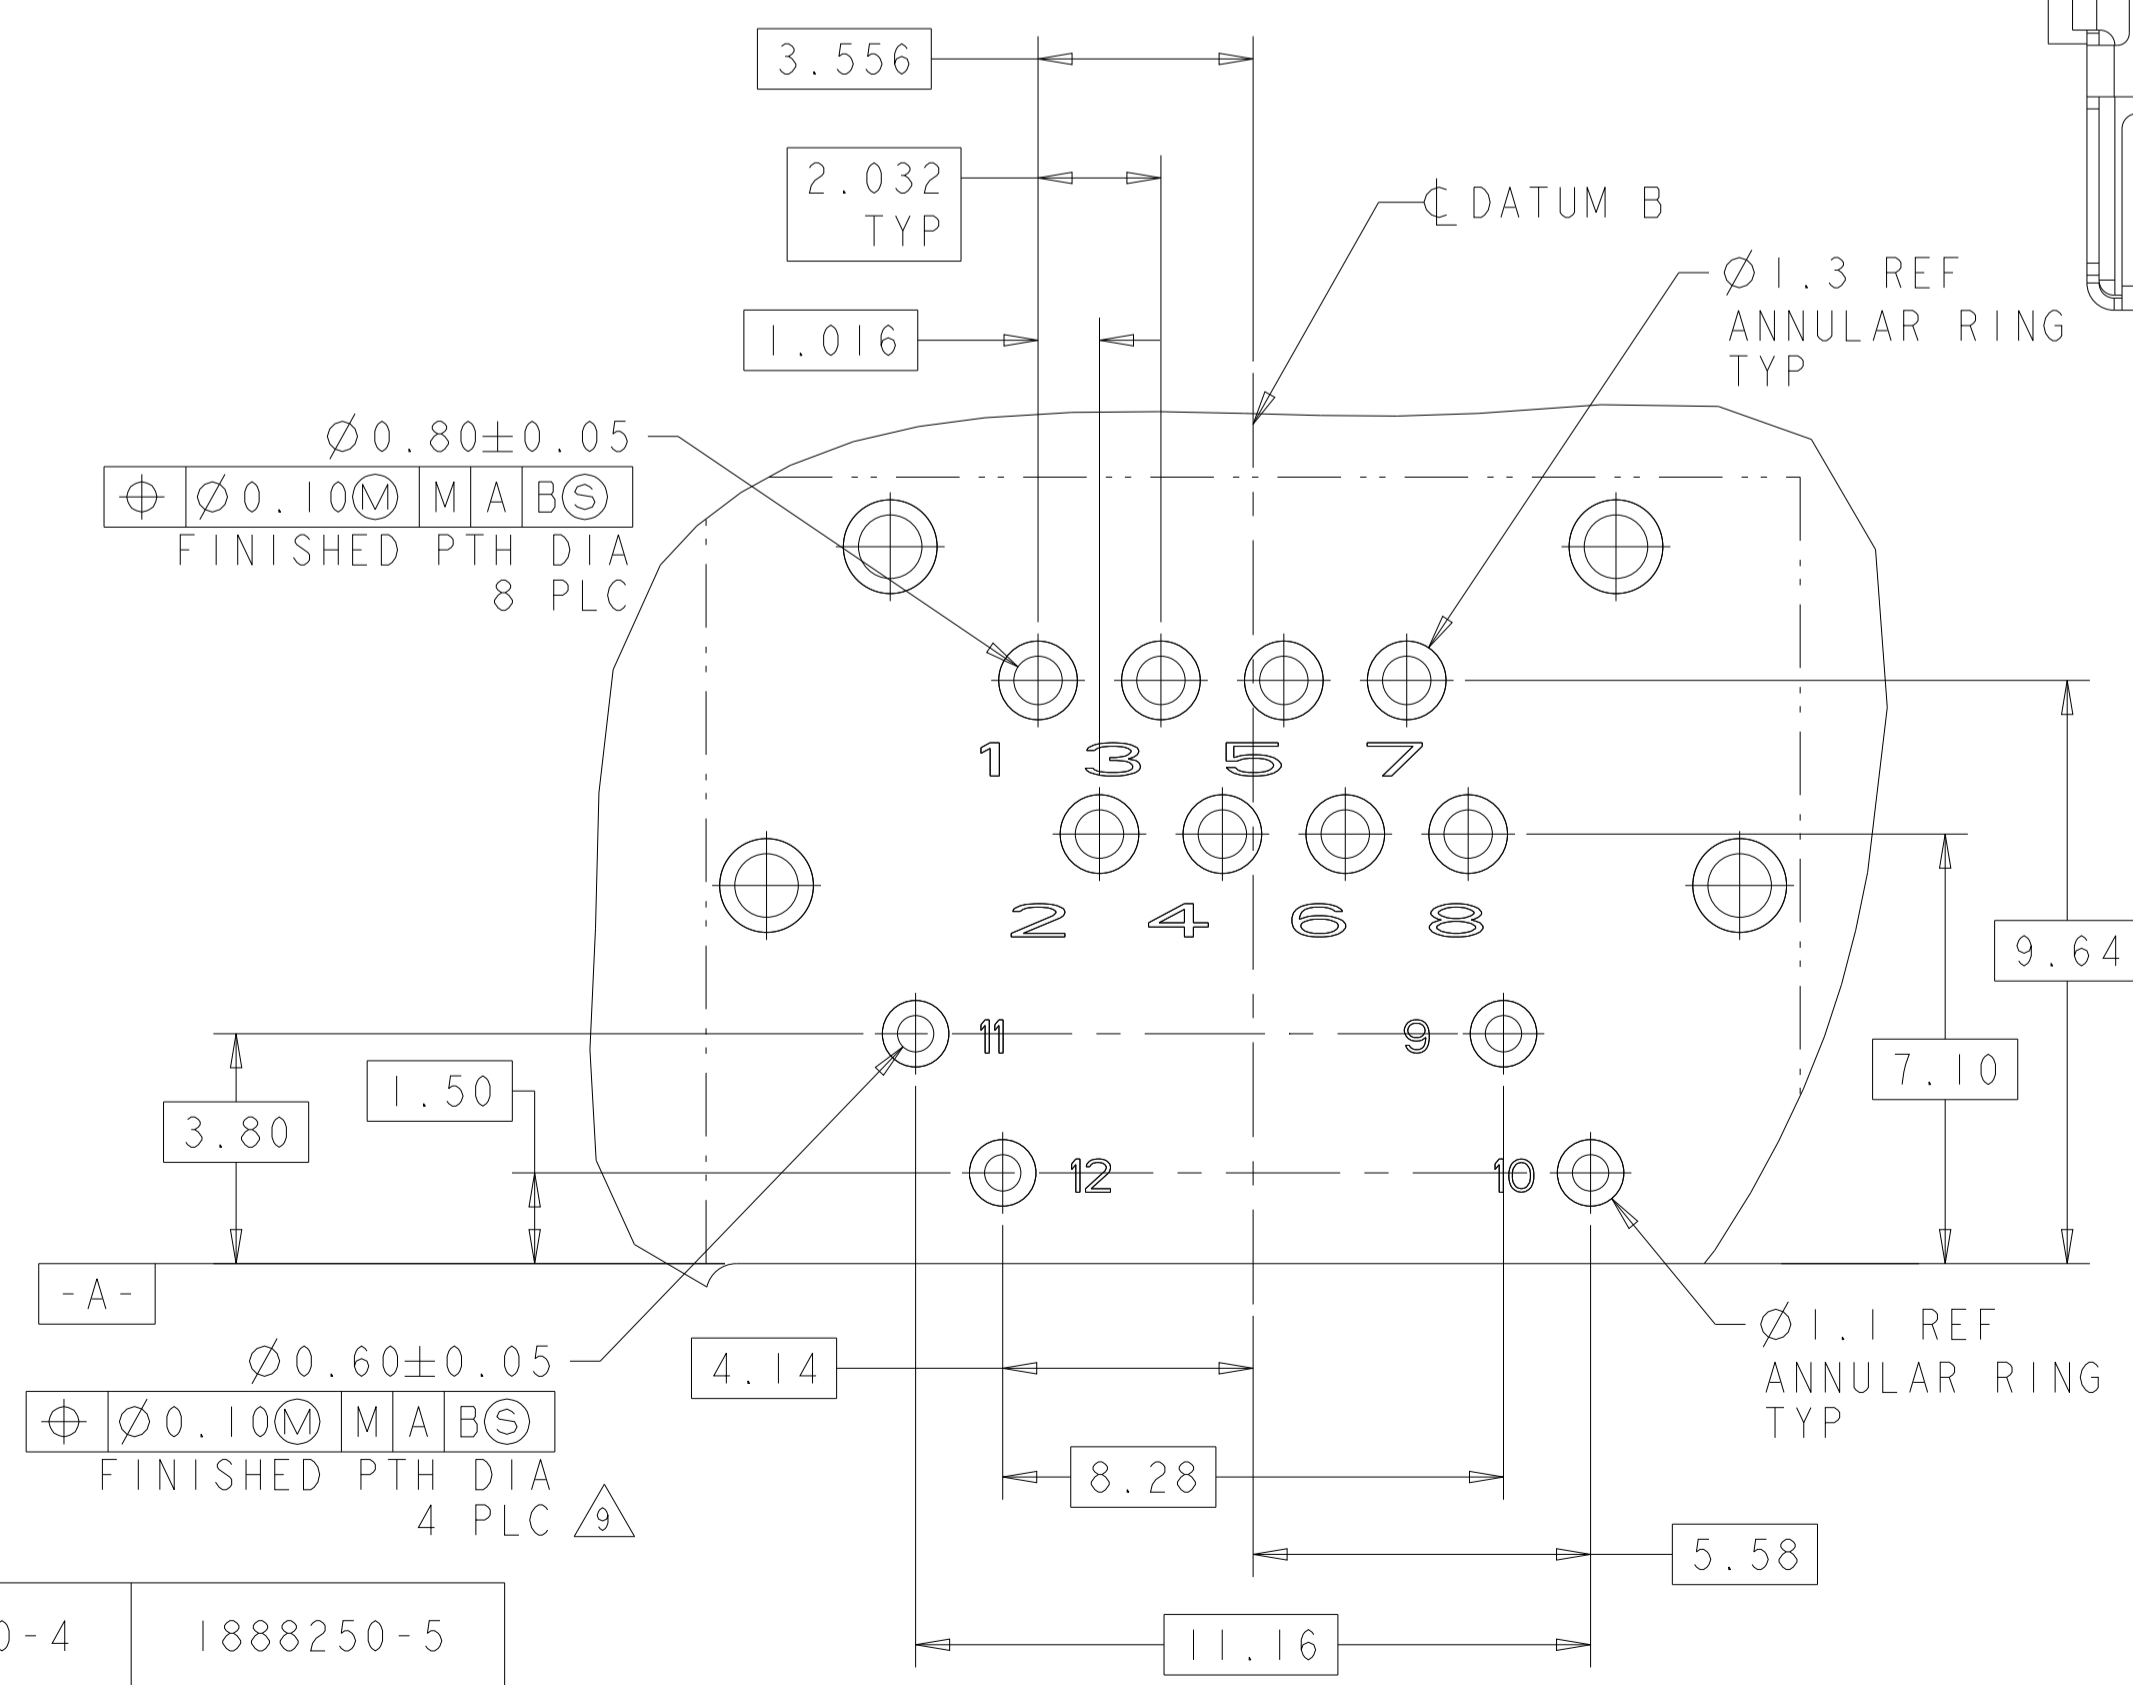 3.556
2.032
TYP
℄ DATUM B
Ø1.3 REF
ANNULAR RING
TYP
1.016
Ø0.80±0.05
⌖ Ø0.10Ⓜ M A BⓈ
FINISHED PTH DIA
8 PLC
1 3 5 7
2 4 6 8
9.64
11 9
7.10
1.50
3.80
12 10
-A-
Ø1.1 REF
ANNULAR RING
TYP
Ø0.60±0.05
⌖ Ø0.10Ⓜ M A BⓈ
FINISHED PTH DIA
4 PLC 9
4.14
8.28
5.58
11.16
0-4 1888250-5